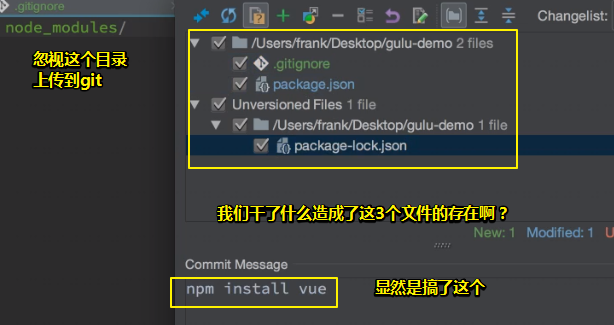 .gitignore
node_modules/
忽视这个目录
上传到git
Changelist:
/Users/frank/Desktop/gulu-demo 2 files
.gitignore
package.json
Unversioned Files 1 file
/Users/frank/Desktop/gulu-demo 1 file
package-lock.json
我们干了什么造成了这3个文件的存在啊？
New: 1 Modified: 1 U
Commit Message
npm install vue
显然是搞了这个